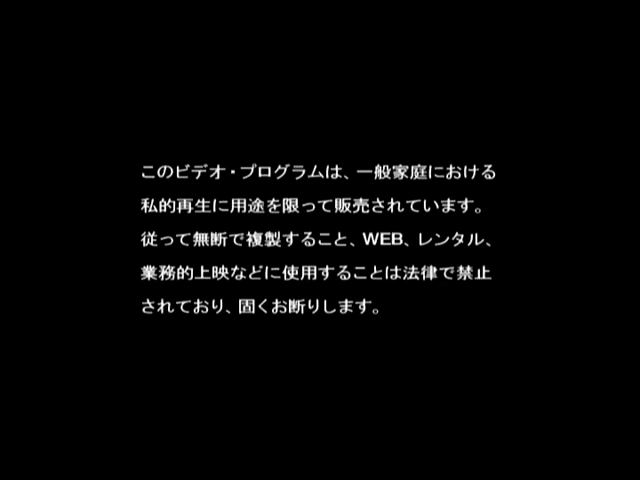 このビデオ・プログラムは、一般家庭における
私的再生に用途を限って販売されています。
従って無断で複製すること、WEB、レンタル、
業務的上映などに使用することは法律で禁止
されており、固くお断りします。